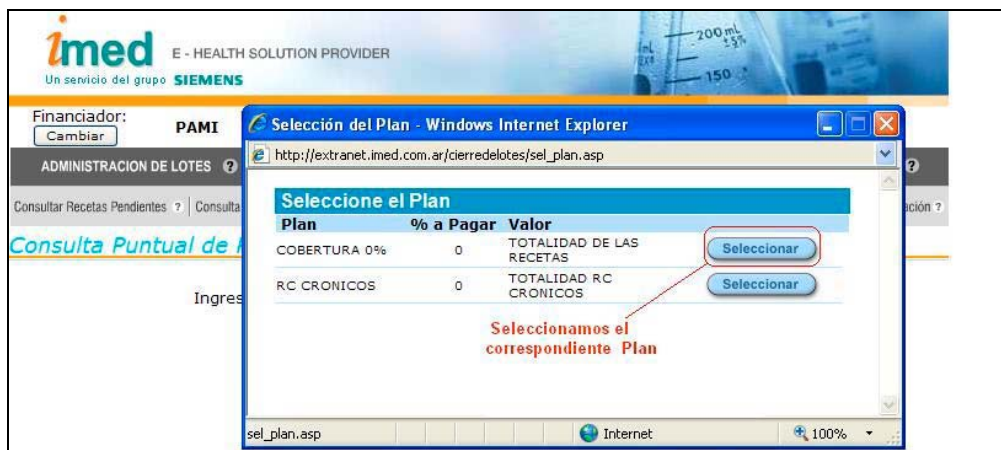 imed E - HEALTH SOLUTION PROVIDER
Un servicio del grupo SIEMENS
200 mL
± 5%
150
Financiador:
Cambiar
PAMI
ADMINISTRACION DE LOTES ?
?
Consultar Recetas Pendientes ? Consulta
ación ?
Consulta Puntual de
Ingres
Selección del Plan - Windows Internet Explorer
http://extranet.imed.com.ar/cierredelotes/sel_plan.asp
Seleccione el Plan
Plan % a Pagar Valor
COBERTURA 0% 0 TOTALIDAD DE LAS RECETAS Seleccionar
RC CRONICOS 0 TOTALIDAD RC CRONICOS Seleccionar
Seleccionamos el
correspondiente Plan
sel_plan.asp Internet 100%